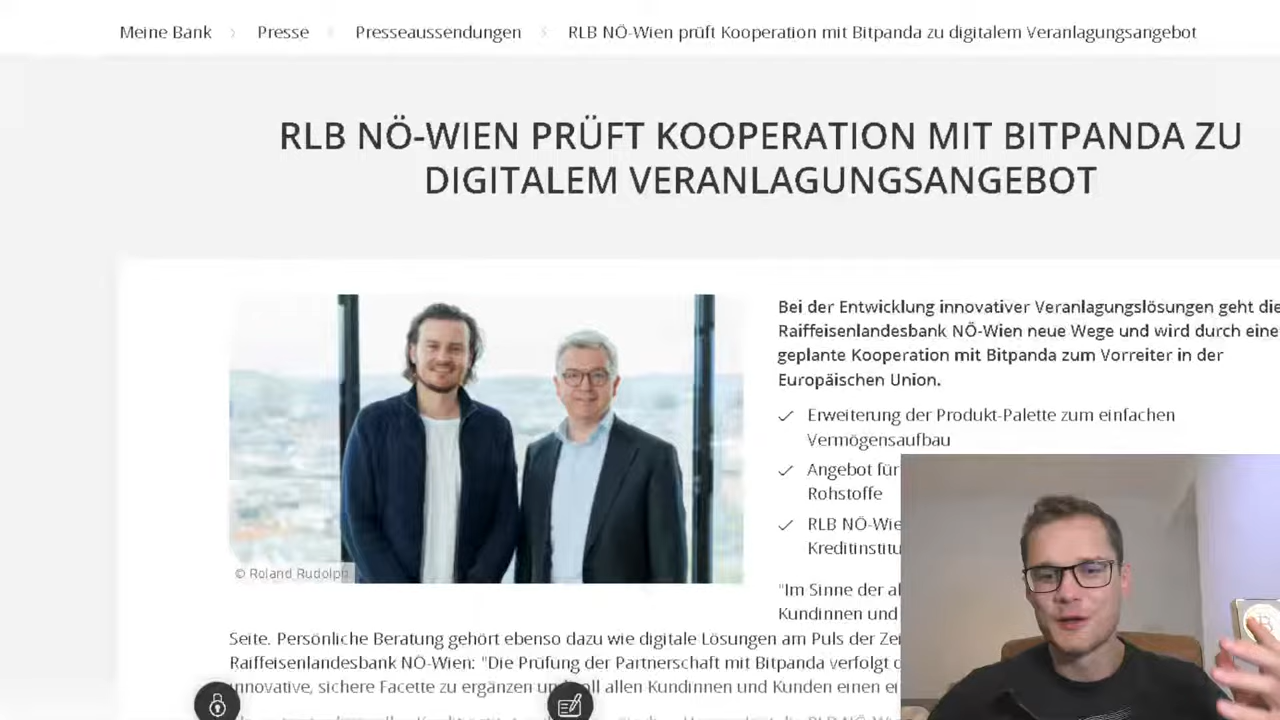 Meine Bank
Presse
Presseaussendungen
RLB NÖ-Wien prüft Kooperation mit Bitpanda zu digitalem Veranlagungsangebot
RLB NÖ-WIEN PRÜFT KOOPERATION MIT BITPANDA ZU
DIGITALEM VERANLAGUNGSANGEBOT
Bei der Entwicklung innovativer Veranlagungslösungen geht die
Raiffeisenlandesbank NÖ-Wien neue Wege und wird durch eine
geplante Kooperation mit Bitpanda zum Vorreiter in der
Europäischen Union.
Erweiterung der Produkt-Palette zum einfachen
Vermögensaufbau
Angebot für
Rohstoffe
RLB NÖ-Wie
Kreditinstitu
© Roland Rudolph
"Im Sinne der al
Kundinnen und
Seite. Persönliche Beratung gehört ebenso dazu wie digitale Lösungen am Puls der Zei
Raiffeisenlandesbank NÖ-Wien: "Die Prüfung der Partnerschaft mit Bitpanda verfolgt d
innovative, sichere Facette zu ergänzen und soll allen Kundinnen und Kunden einen ei